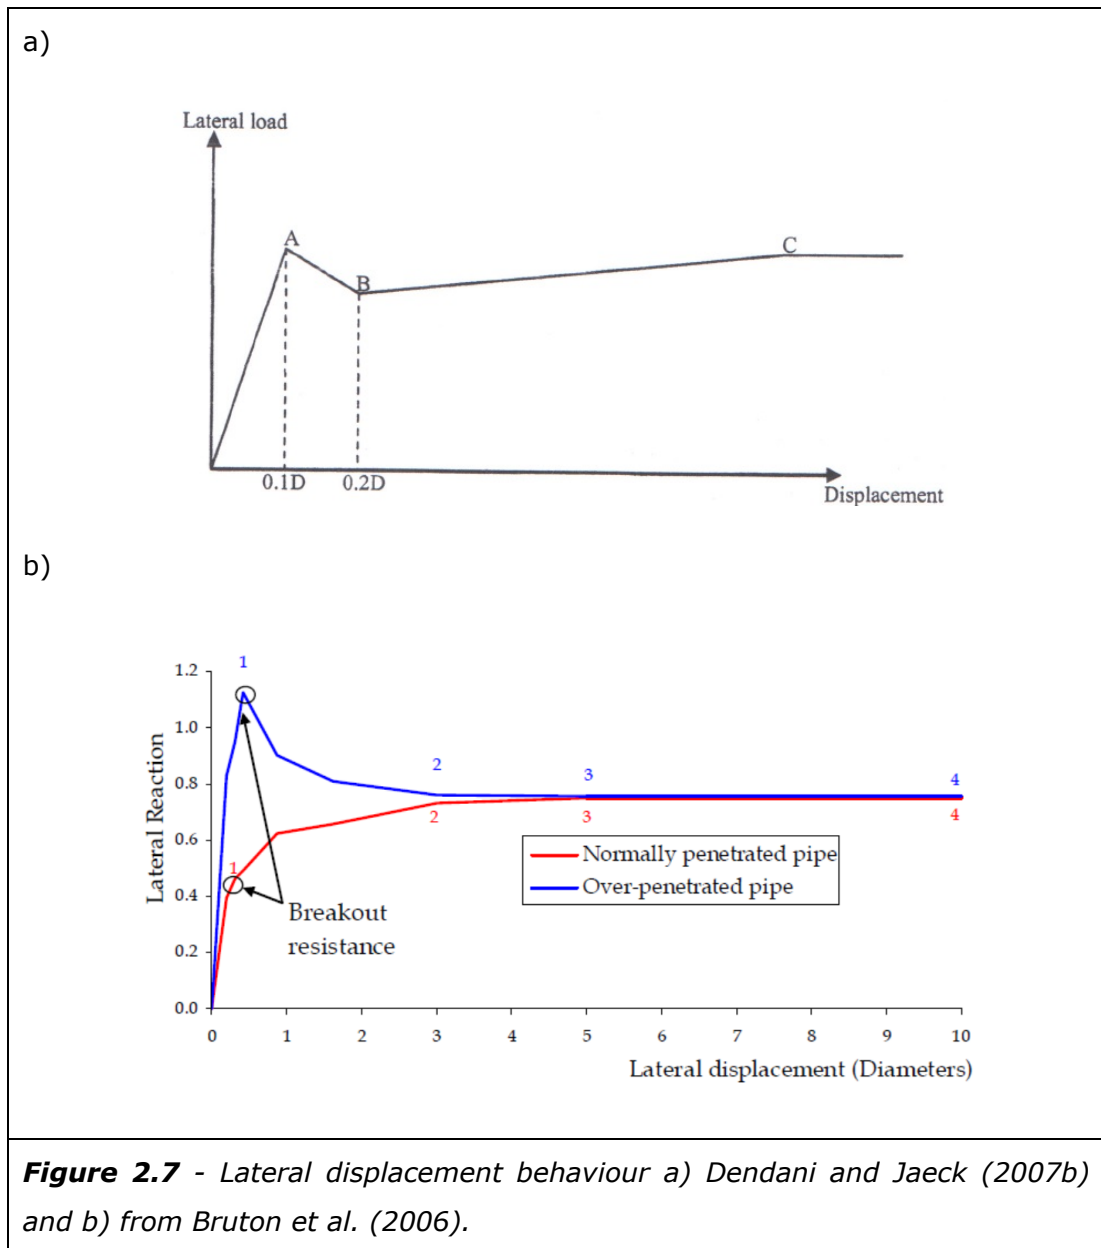 a)
Lateral load
A
B
C
0.1D
0.2D
Displacement
b)
Lateral Reaction
1.2
1.0
0.8
0.6
0.4
0.2
0.0
1
2
3
4
1
2
3
4
Normally penetrated pipe
Over-penetrated pipe
Breakout
resistance
0 1 2 3 4 5 6 7 8 9 10
Lateral displacement (Diameters)
Figure 2.7 - Lateral displacement behaviour a) Dendani and Jaeck (2007b)
and b) from Bruton et al. (2006).